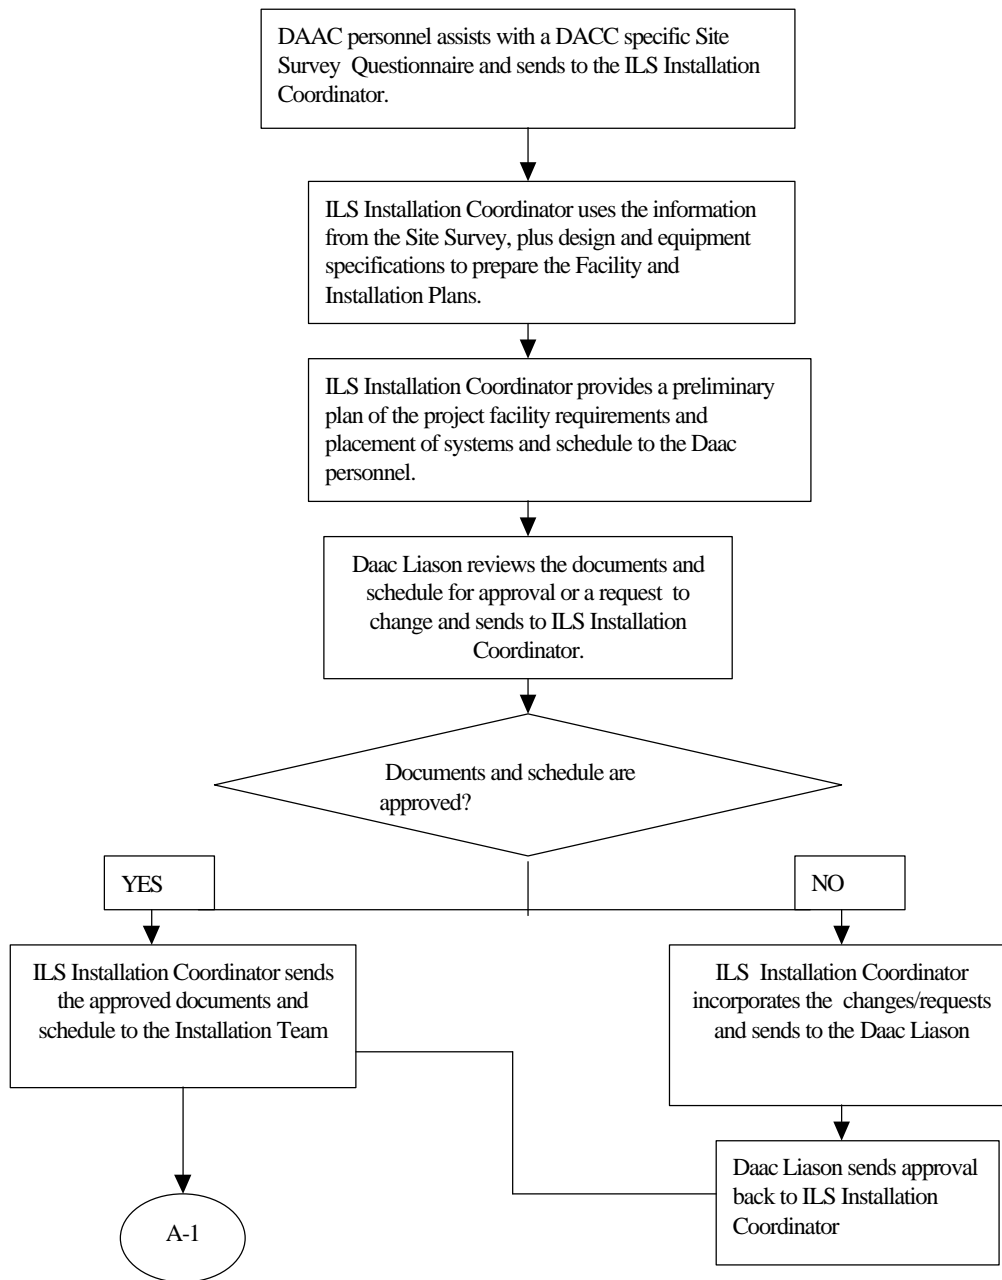 DAAC personnel assists with a DACC specific Site
Survey Questionnaire and sends to the ILS Installation
Coordinator.
ILS Installation Coordinator uses the information
from the Site Survey, plus design and equipment
specifications to prepare the Facility and
Installation Plans.
ILS Installation Coordinator provides a preliminary
plan of the project facility requirements and
placement of systems and schedule to the Daac
personnel.
Daac Liason reviews the documents and
schedule for approval or a request to
change and sends to ILS Installation
Coordinator.
Documents and schedule are
approved?
YES
NO
ILS Installation Coordinator sends
the approved documents and
schedule to the Installation Team
ILS Installation Coordinator
incorporates the changes/requests
and sends to the Daac Liason
Daac Liason sends approval
back to ILS Installation
Coordinator
A-1